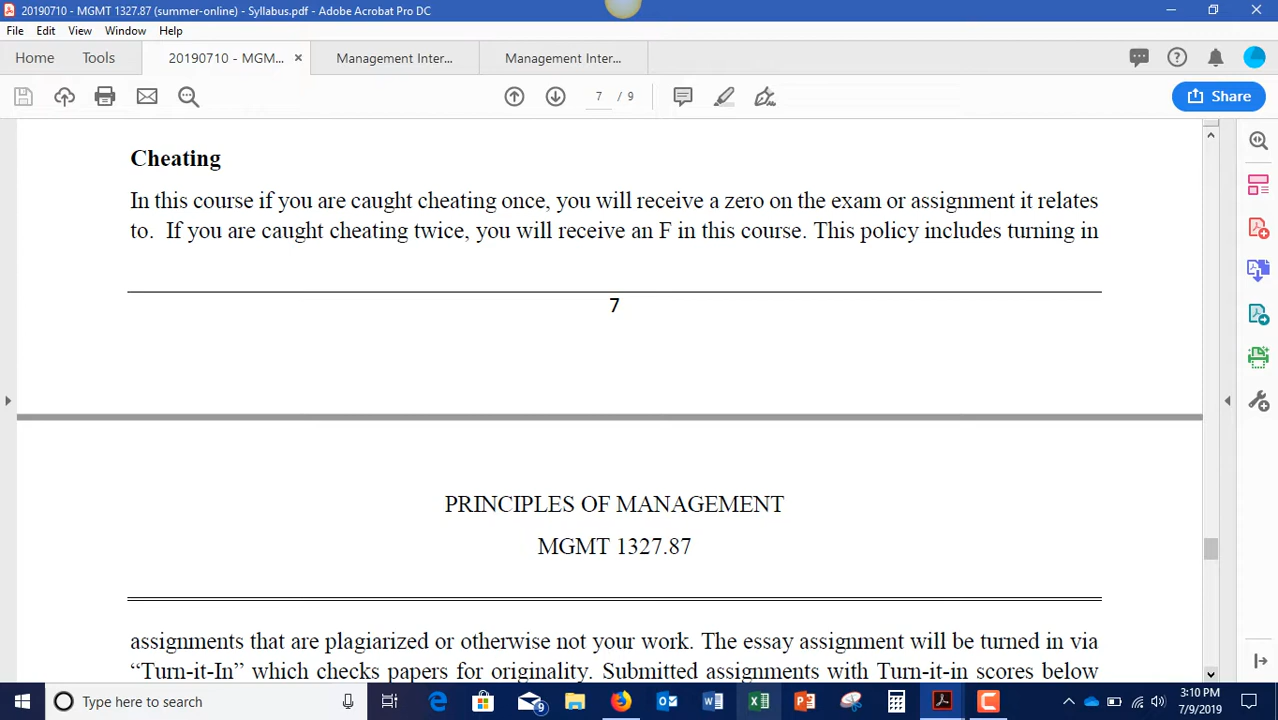 20190710 - MGMT 1327.87 (summer-online) - Syllabus.pdf - Adobe Acrobat Pro DC
File Edit View Window Help
Home Tools 20190710 - MGM... × Management Inter... Management Inter...
7 / 9 Share
Cheating
In this course if you are caught cheating once, you will receive a zero on the exam or assignment it relates
to. If you are caught cheating twice, you will receive an F in this course. This policy includes turning in
7
PRINCIPLES OF MANAGEMENT
MGMT 1327.87
assignments that are plagiarized or otherwise not your work. The essay assignment will be turned in via
“Turn-it-In” which checks papers for originality. Submitted assignments with Turn-it-in scores below
Type here to search
9
3:10 PM
7/9/2019